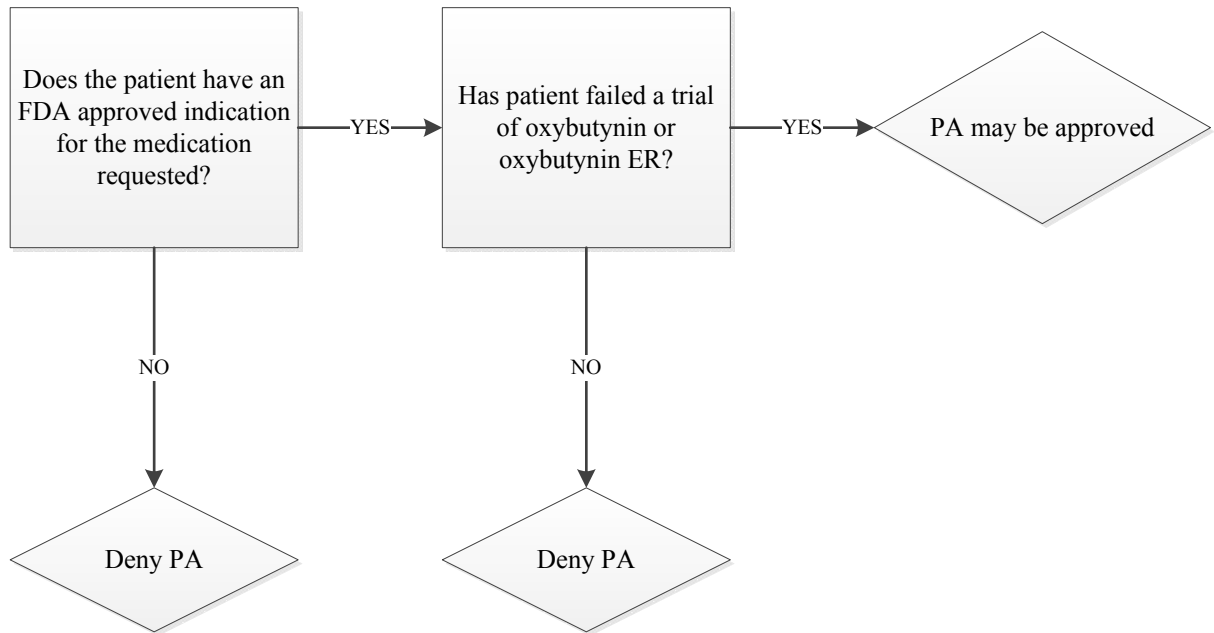 Does the patient have an
FDA approved indication
for the medication
requested?
YES
Has patient failed a trial
of oxybutynin or
oxybutynin ER?
YES
PA may be approved
NO
NO
Deny PA
Deny PA